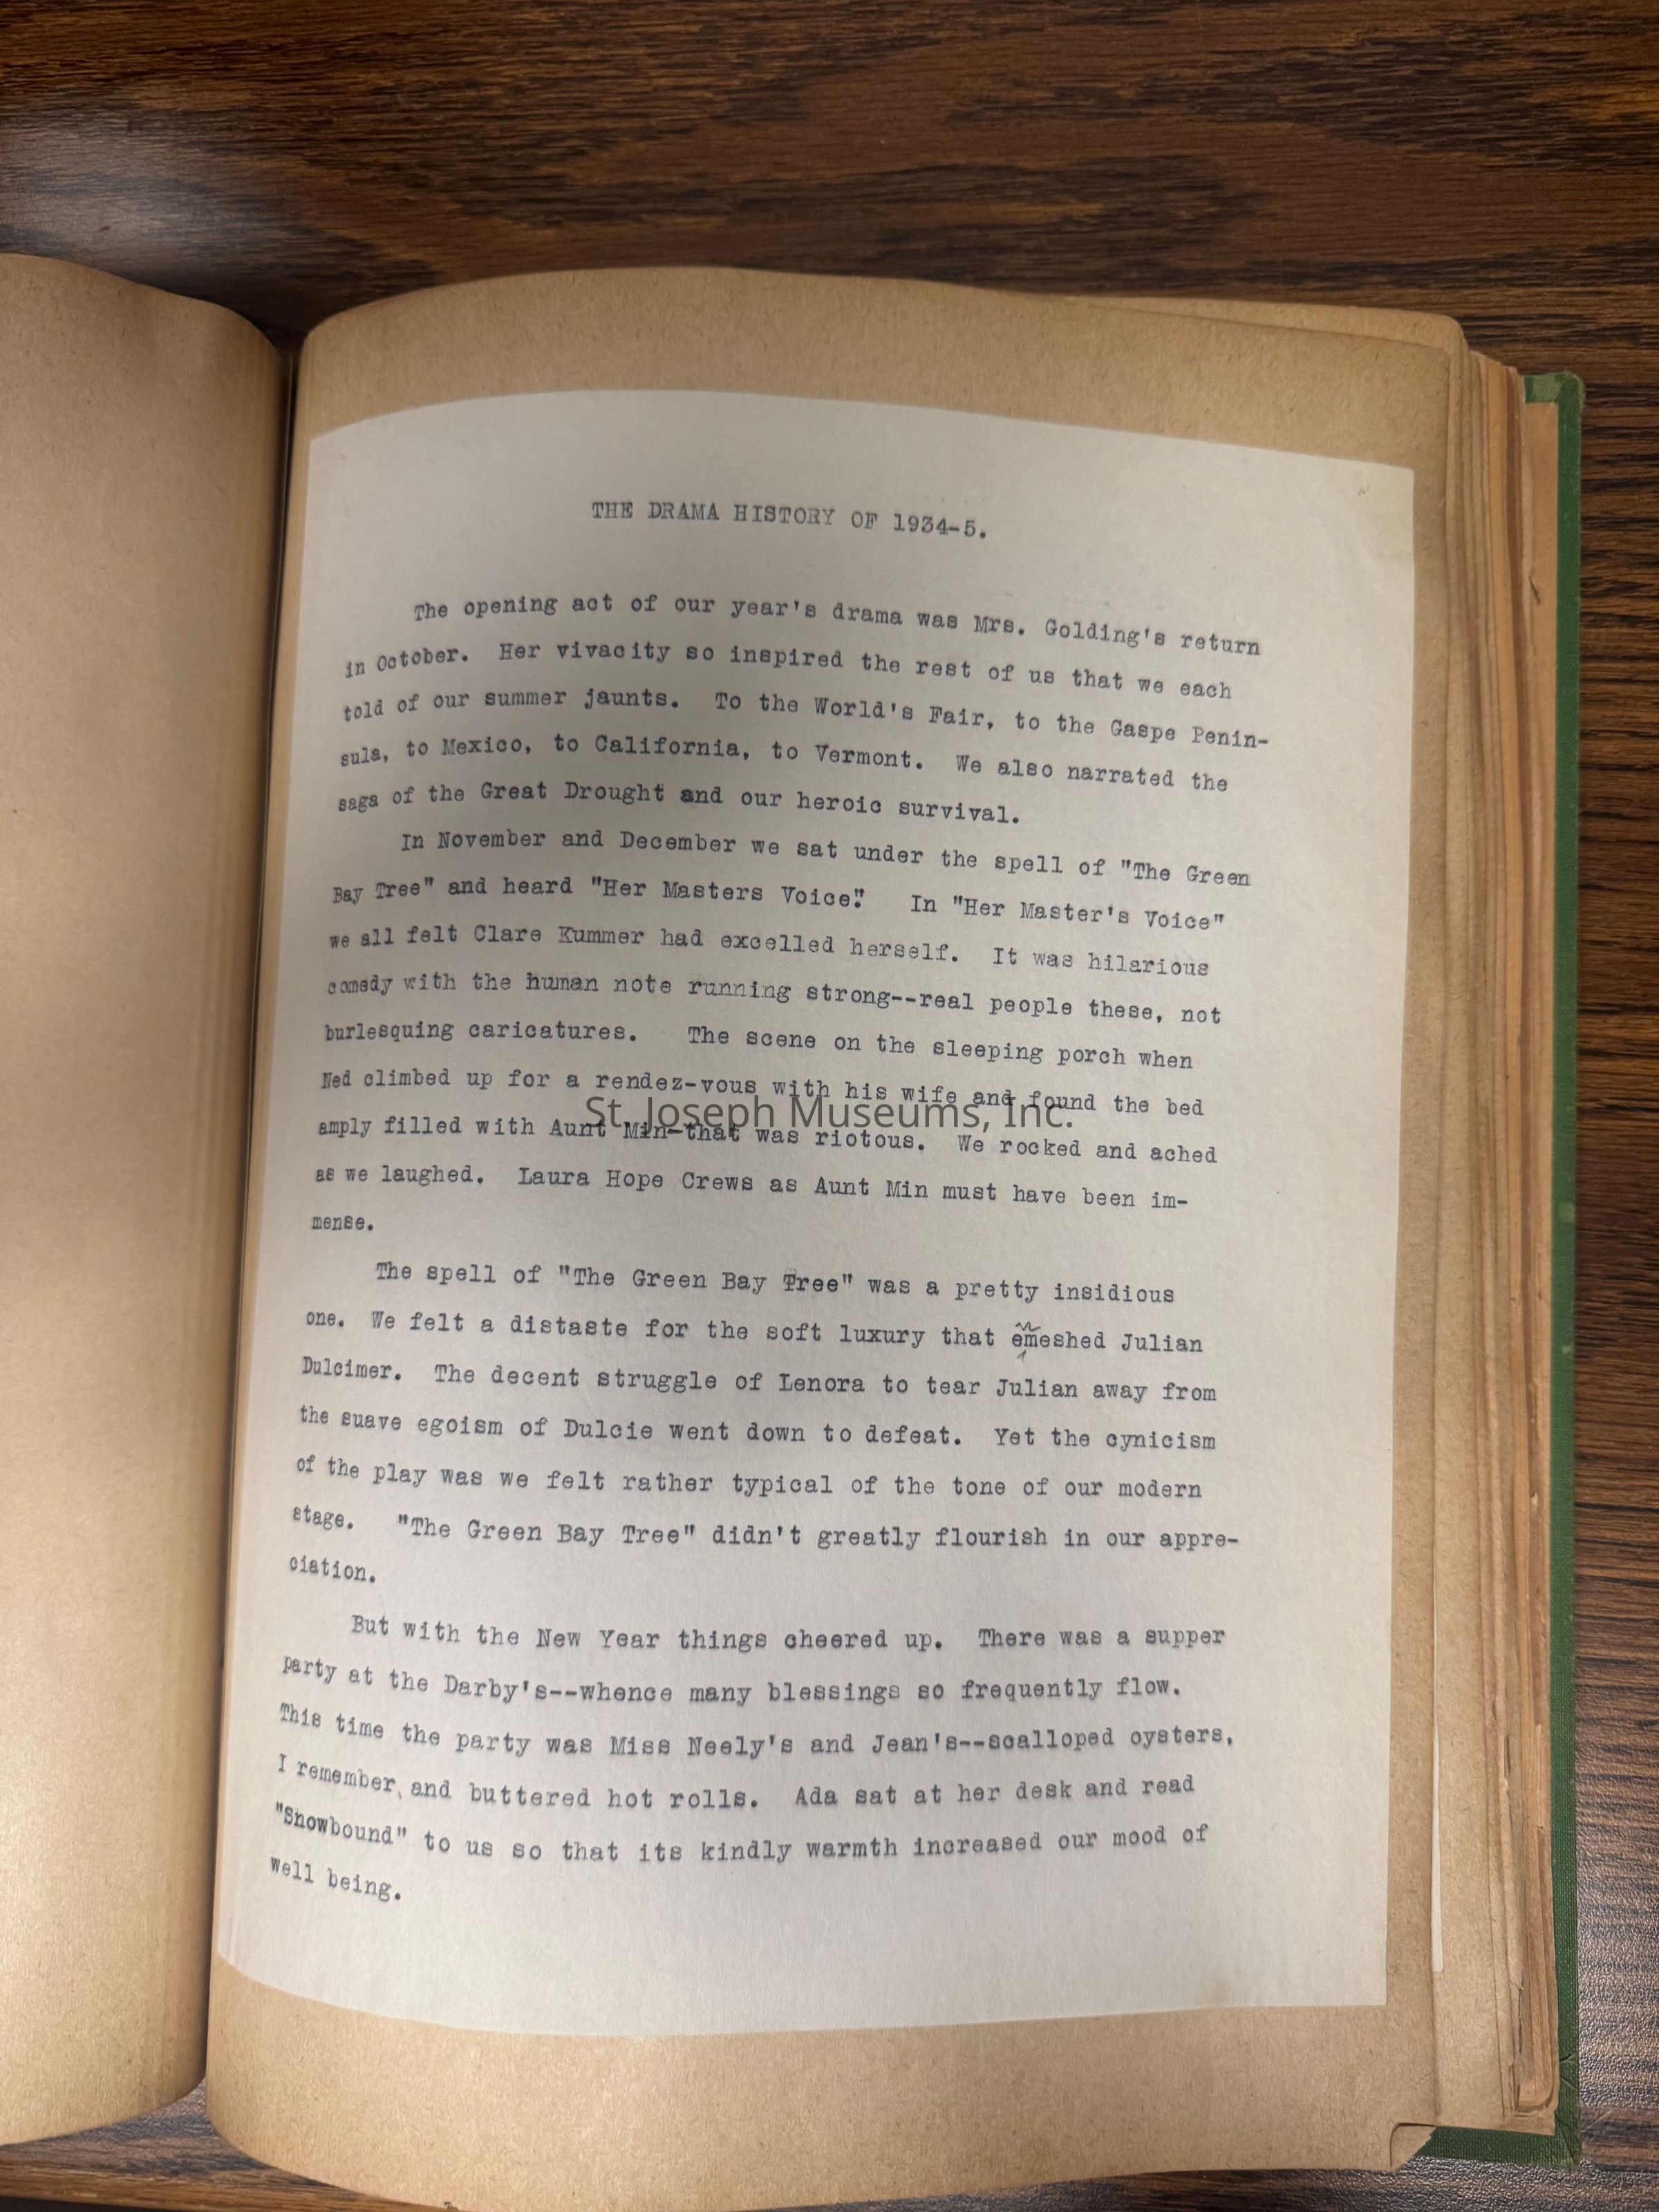 THE DRAMA HISTORY OF 1934-5.
The opening act of our year's drama was Mrs. Golding's return
in October. Her vivacity so inspired the rest of us that we each
told of our summer jaunts. To the World's Fair, to the Gaspe Penin-
sula, to Mexico, to California, to Vermont. We also narrated the
saga of the Great Drought and our heroic survival.
In November and December we sat under the spell of "The Green
Bay Tree" and heard "Her Masters Voice". In "Her Master's Voice"
we all felt Clare Kummer had excelled herself. It was hilarious
comedy with the human note running strong--real people these, not
burlesquing caricatures. The scene on the sleeping porch when
Ned climbed up for a rendez-vous with his wife and found the bed
amply filled with Aunt Min--that was riotous. We rocked and ached
as we laughed. Laura Hope Crews as Aunt Min must have been im-
mense.
The spell of "The Green Bay Tree" was a pretty insidious
one. We felt a distaste for the soft luxury that enmeshed Julian
Dulcimer. The decent struggle of Lenora to tear Julian away from
the suave egoism of Dulcie went down to defeat. Yet the cynicism
of the play was we felt rather typical of the tone of our modern
stage. "The Green Bay Tree" didn't greatly flourish in our appre-
ciation.
But with the New Year things cheered up. There was a supper
party at the Darby's--whence many blessings so frequently flow.
This time the party was Miss Neely's and Jean's--scalloped oysters,
I remember, and buttered hot rolls. Ada sat at her desk and read
"Snowbound" to us so that its kindly warmth increased our mood of
well being.
St. Joseph Museums, Inc.